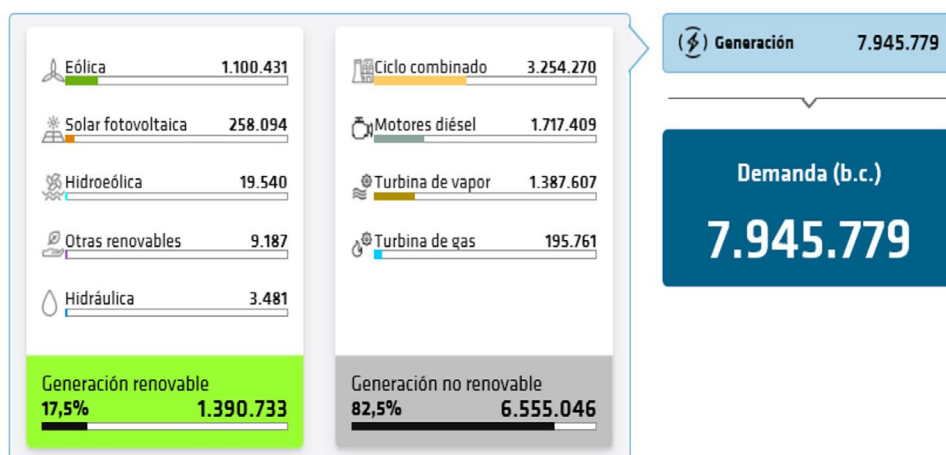 Eólica 1.100.431
Solar fotovoltaica 258.094
Hidroeólica 19.540
Otras renovables 9.187
Hidráulica 3.481
Generación renovable
17,5% 1.390.733
Ciclo combinado 3.254.270
Motores diésel 1.717.409
Turbina de vapor 1.387.607
Turbina de gas 195.761
Generación no renovable
82,5% 6.555.046
Generación 7.945.779
Demanda (b.c.)
7.945.779